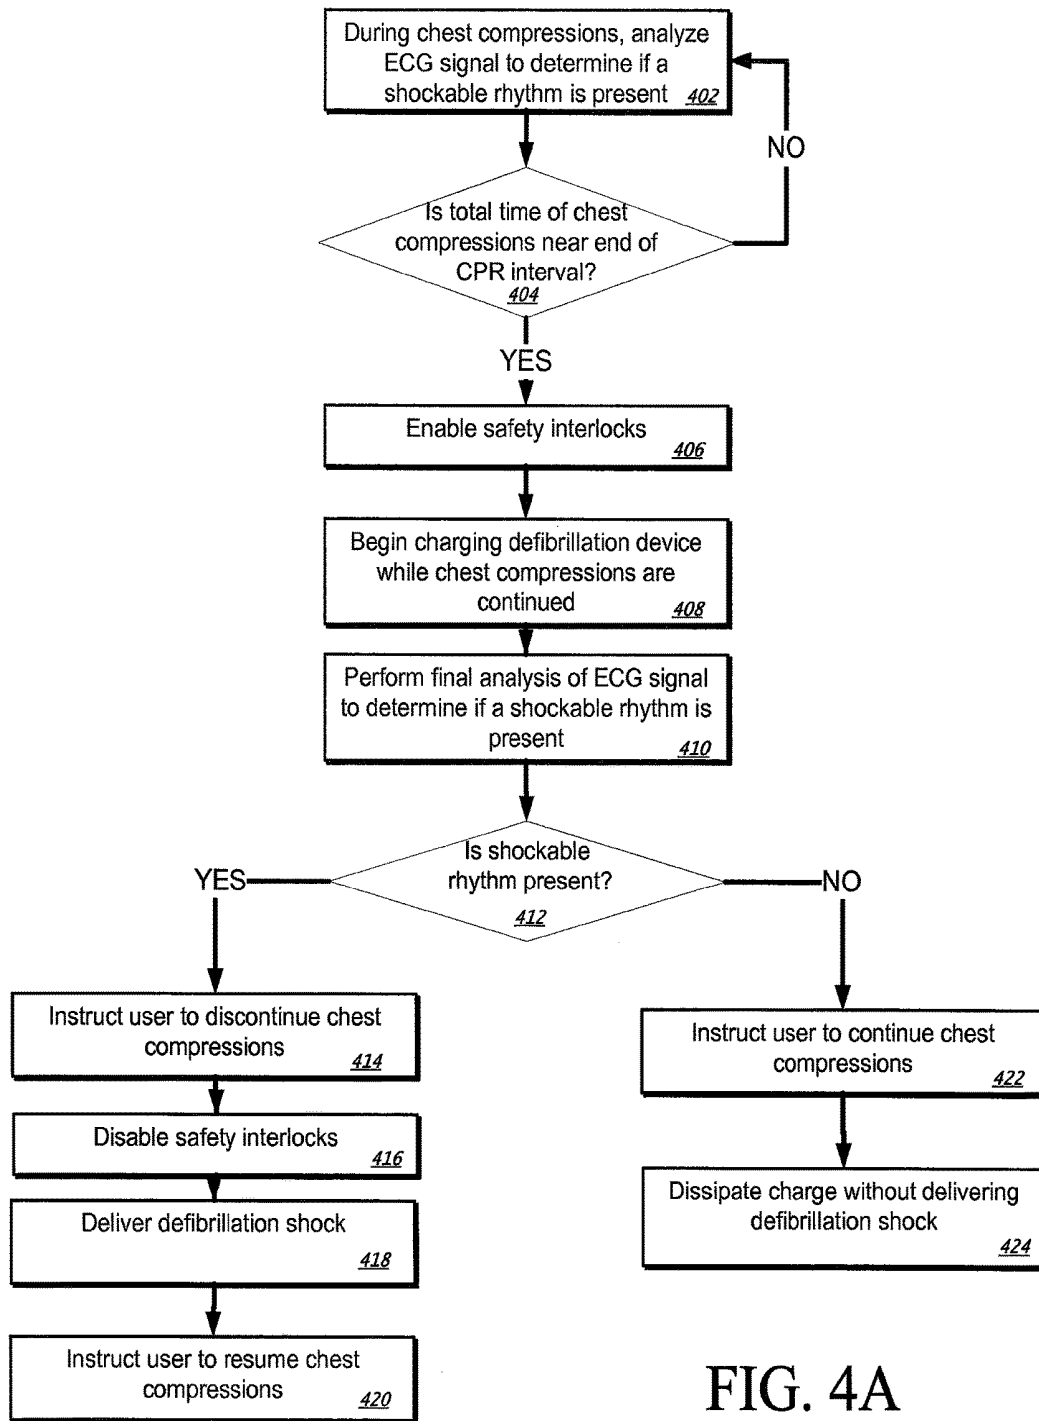 During chest compressions, analyze
ECG signal to determine if a
shockable rhythm is present 402
NO
Is total time of chest
compressions near end of
CPR interval?
404
YES
Enable safety interlocks
406
Begin charging defibrillation device
while chest compressions are
continued 408
Perform final analysis of ECG signal
to determine if a shockable rhythm is
present 410
Is shockable
rhythm present?
412
YES
NO
Instruct user to discontinue chest
compressions 414
Disable safety interlocks
416
Deliver defibrillation shock
418
Instruct user to resume chest
compressions 420
Instruct user to continue chest
compressions 422
Dissipate charge without delivering
defibrillation shock 424
FIG. 4A